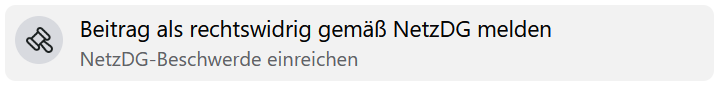 Beitrag als rechtswidrig gemäß NetzDG melden
NetzDG-Beschwerde einreichen